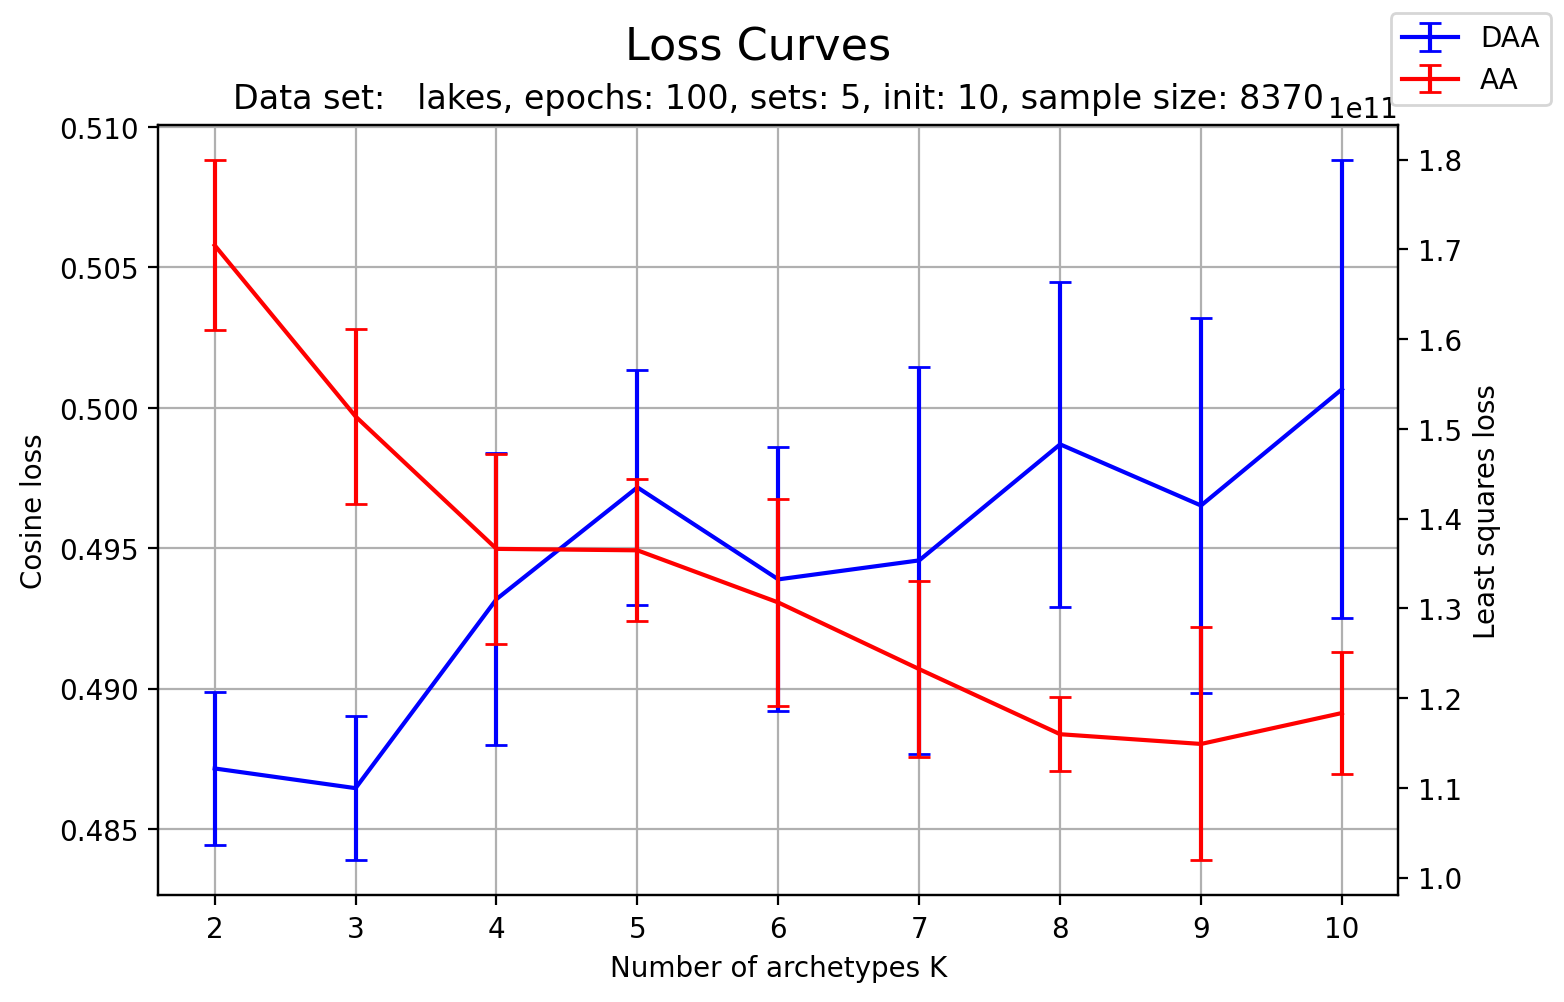 Loss Curves
DAA
AA
Data set:   lakes, epochs: 100, sets: 5, init: 10, sample size: 8370
1e11
0.510
0.505
0.500
0.495
0.490
0.485
Cosine loss
1.8
1.7
1.6
1.5
1.4
1.3
1.2
1.1
1.0
Least squares loss
2 3 4 5 6 7 8 9 10
Number of archetypes K